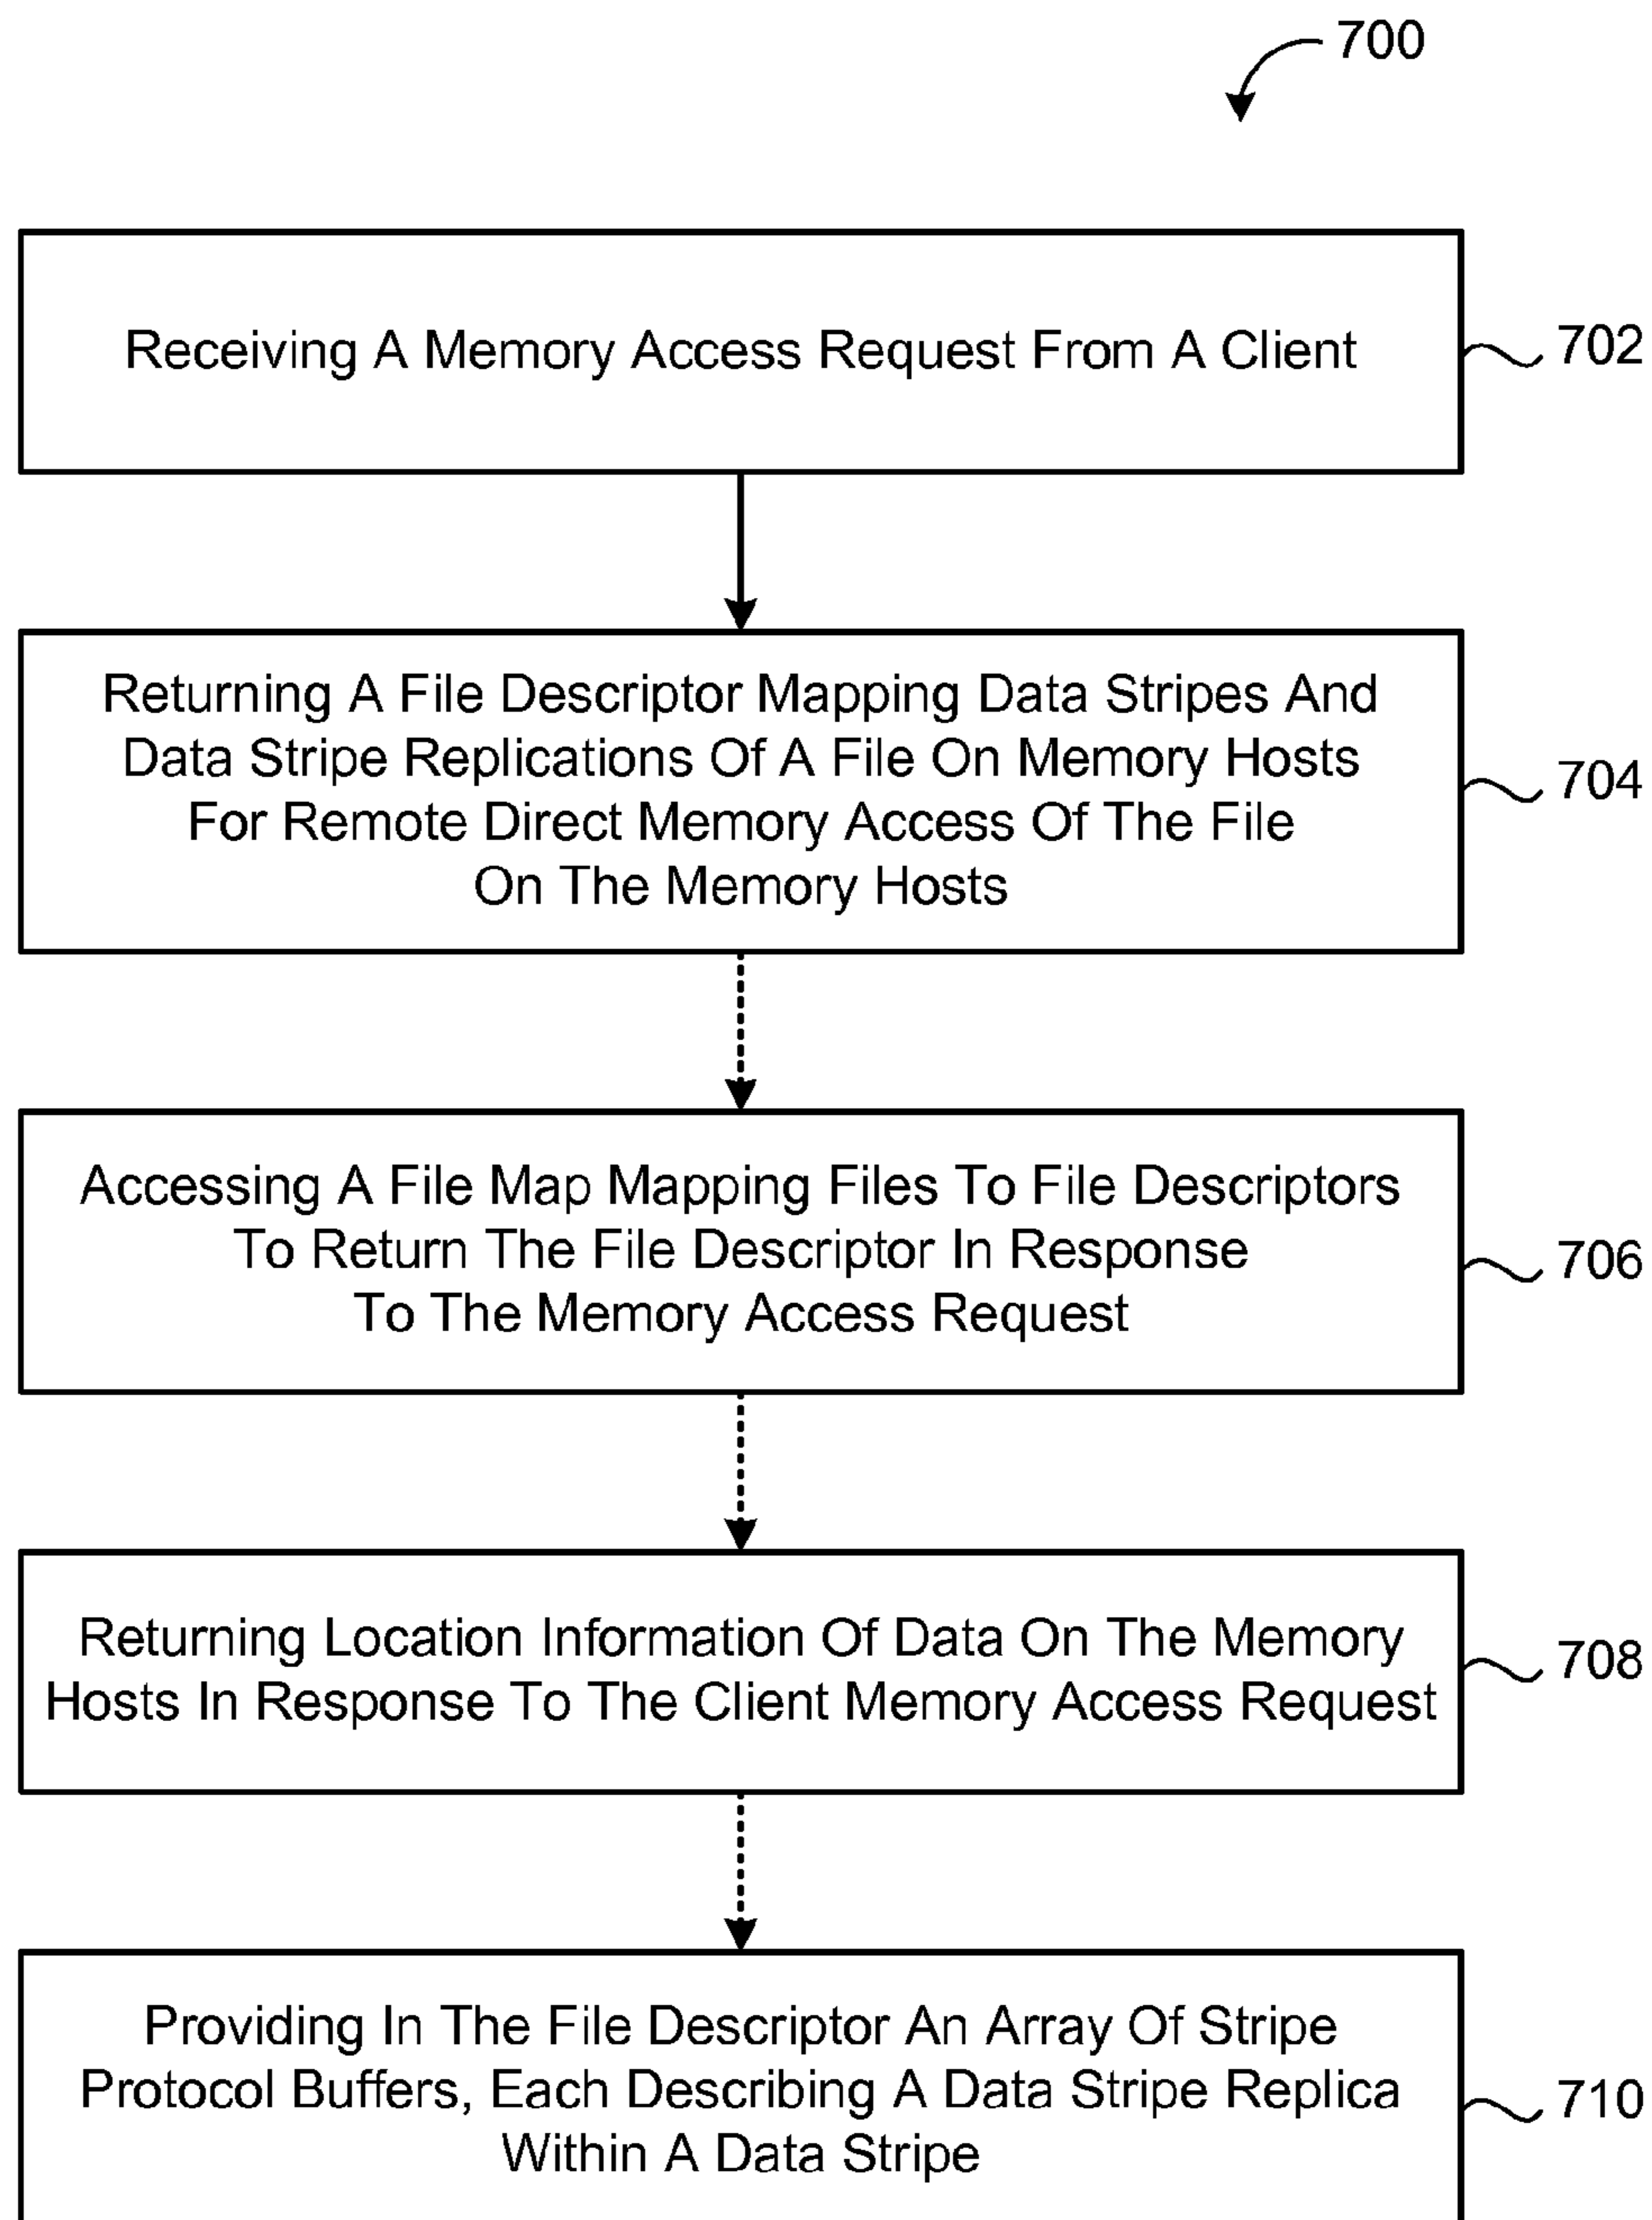 700
Receiving A Memory Access Request From A Client
702
Returning A File Descriptor Mapping Data Stripes And
Data Stripe Replications Of A File On Memory Hosts
For Remote Direct Memory Access Of The File
On The Memory Hosts
704
Accessing A File Map Mapping Files To File Descriptors
To Return The File Descriptor In Response
To The Memory Access Request
706
Returning Location Information Of Data On The Memory
Hosts In Response To The Client Memory Access Request
708
Providing In The File Descriptor An Array Of Stripe
Protocol Buffers, Each Describing A Data Stripe Replica
Within A Data Stripe
710